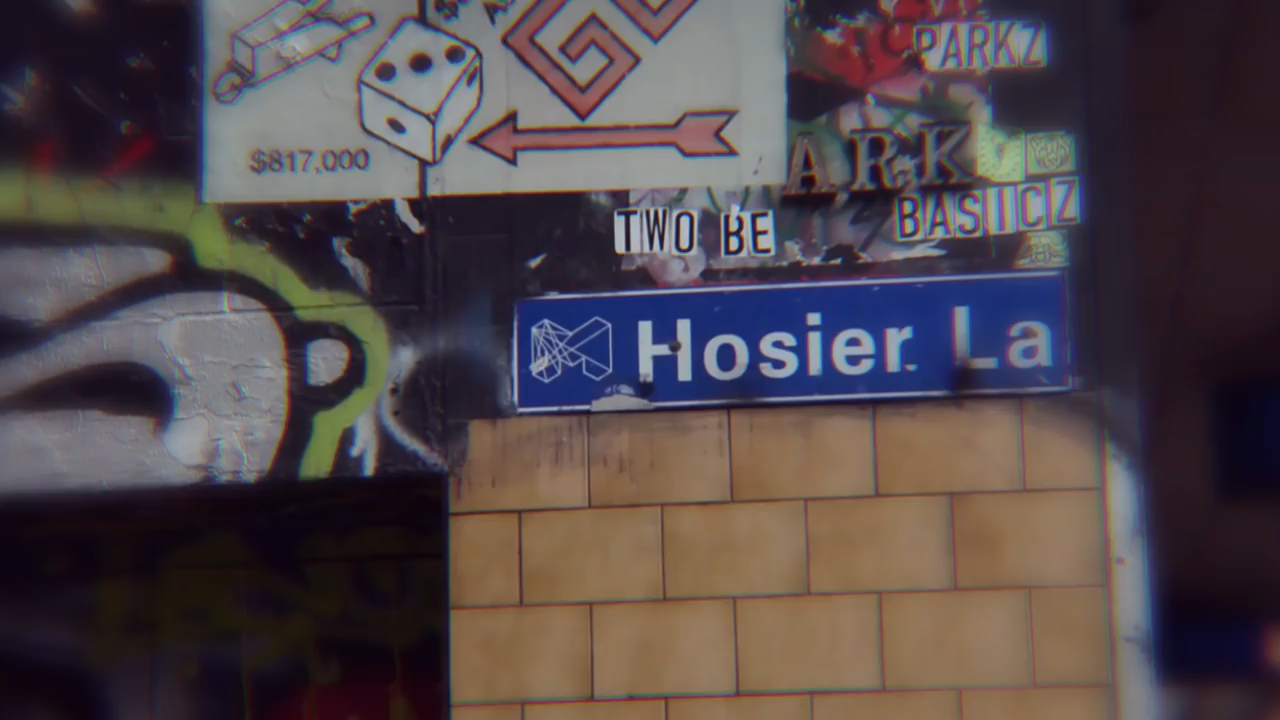 PARKZ
$817,000
ARK
BASICZ
TWO BE
Hosier La